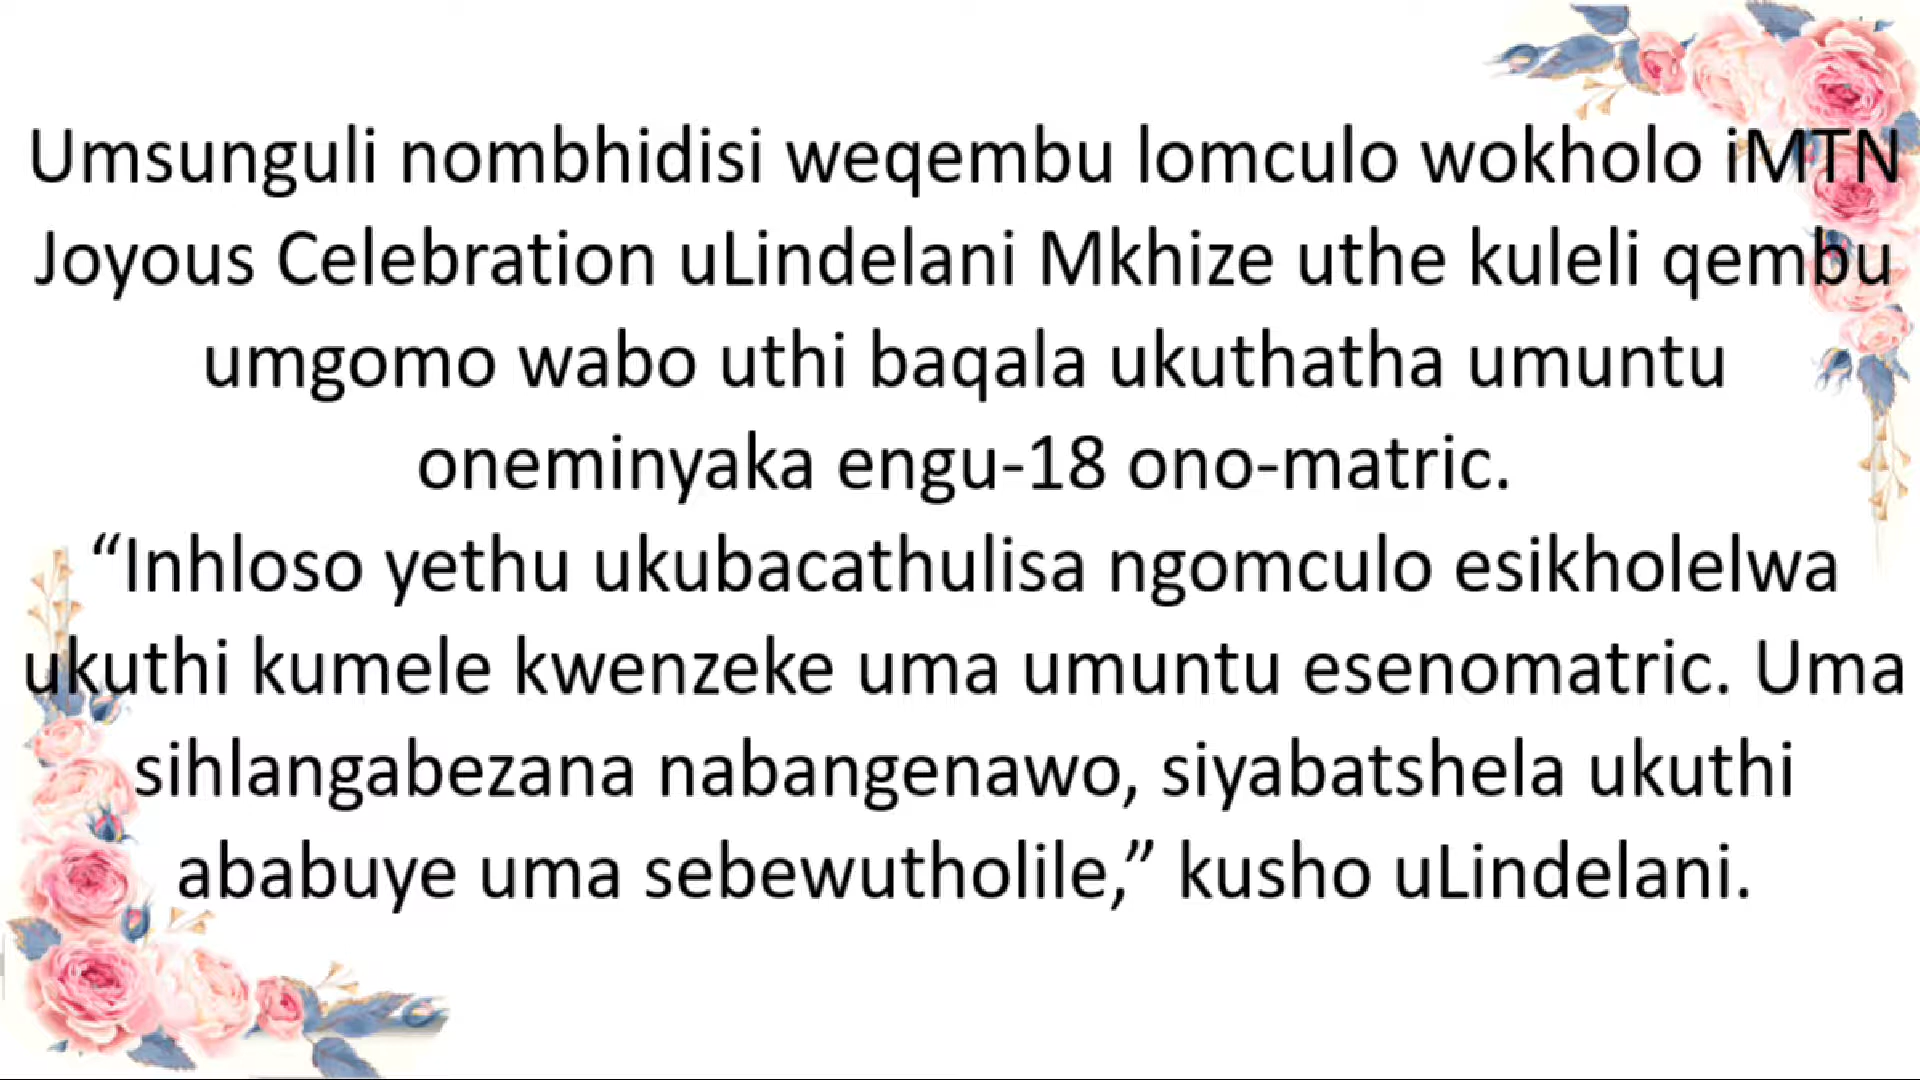 Umsunguli nombhidisi weqembu lomculo wokholo iMTN
Joyous Celebration uLindelani Mkhize uthe kuleli qembu
umgomo wabo uthi baqala ukuthatha umuntu
oneminyaka engu-18 ono-matric.
“Inhloso yethu ukubacathulisa ngomculo esikholelwa
ukuthi kumele kwenzeke uma umuntu esenomatric. Uma
sihlangabezana nabangenawo, siyabatshela ukuthi
ababuye uma sebewutholile,” kusho uLindelani.